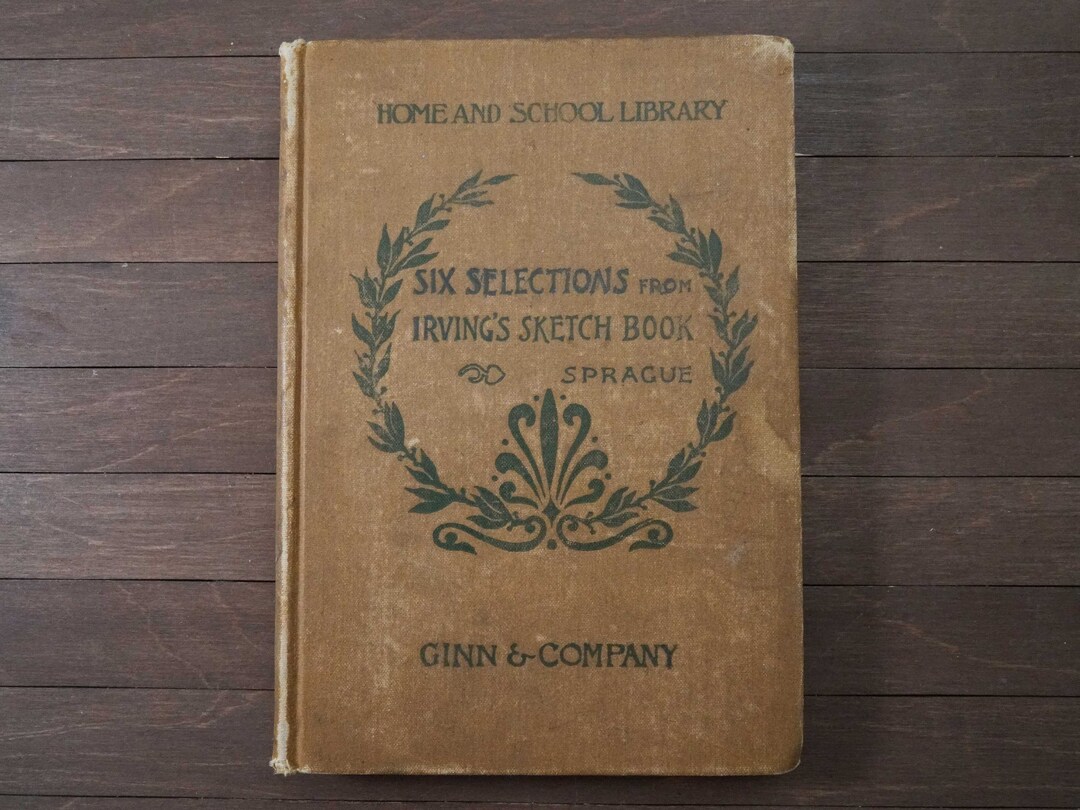 HOME AND SCHOOL LIBRARY
SIX SELECTIONS FROM
IRVING'S SKETCH BOOK
SPRAGUE
GINN & COMPANY